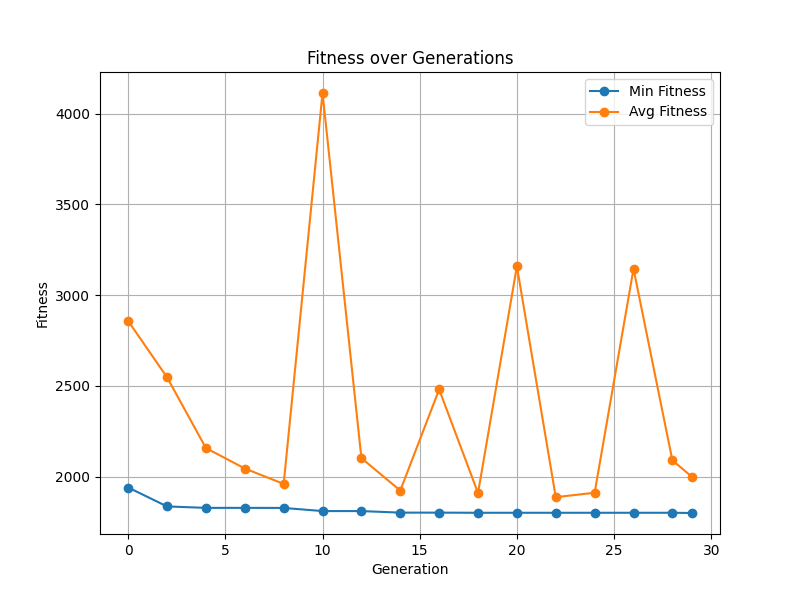 Fitness over Generations
Min Fitness
Avg Fitness
Fitness
4000
3500
3000
2500
2000
0 5 10 15 20 25 30
Generation